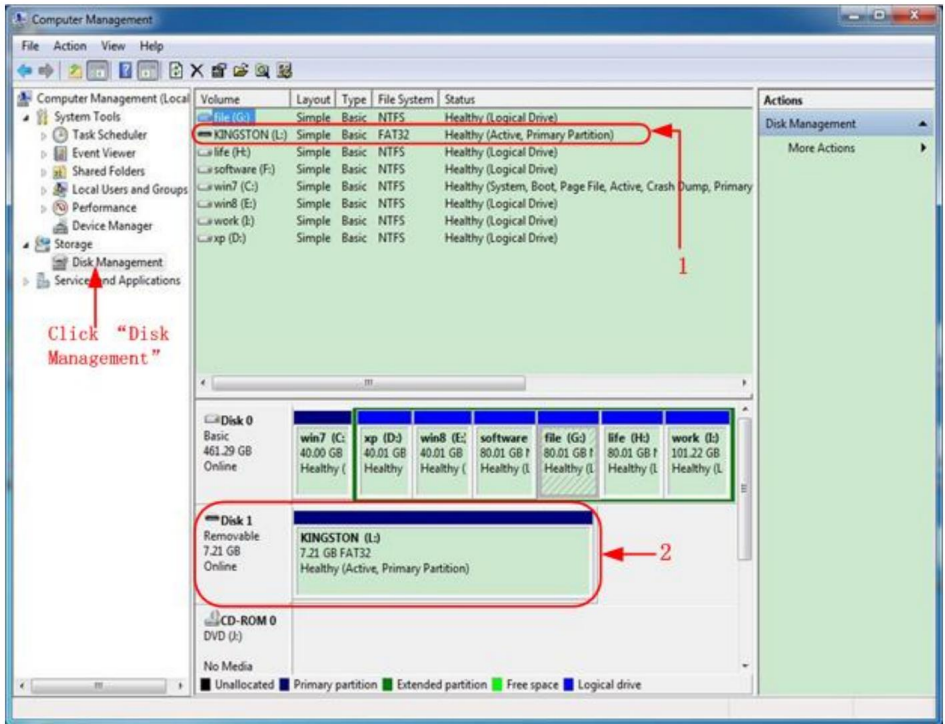 Computer Management
File Action View Help
Computer Management (Local
System Tools
Task Scheduler
Event Viewer
Shared Folders
Local Users and Groups
Performance
Device Manager
Storage
Disk Management
Services and Applications
Click “Disk
Management”
Volume Layout Type File System Status
file (G:) Simple Basic NTFS Healthy (Logical Drive)
KINGSTON (L:) Simple Basic FAT32 Healthy (Active, Primary Partition)
life (H:) Simple Basic NTFS Healthy (Logical Drive)
software (F:) Simple Basic NTFS Healthy (Logical Drive)
win7 (C:) Simple Basic NTFS Healthy (System, Boot, Page File, Active, Crash Dump, Primary
win8 (E:) Simple Basic NTFS Healthy (Logical Drive)
work (I:) Simple Basic NTFS Healthy (Logical Drive)
xp (D:) Simple Basic NTFS Healthy (Logical Drive)
1
Disk 0
Basic
461.29 GB
Online
win7 (C:
40.00 GB
Healthy (
xp (D:)
40.01 GB
Healthy
win8 (E:
40.01 GB
Healthy (
software
80.01 GB N
Healthy (L
file (G:)
80.01 GB N
Healthy (L
life (H:)
80.01 GB N
Healthy (L
work (I:)
101.22 GB
Healthy (L
Disk 1
Removable
7.21 GB
Online
KINGSTON (L:)
7.21 GB FAT32
Healthy (Active, Primary Partition)
2
CD-ROM 0
DVD (J:)
No Media
Unallocated Primary partition Extended partition Free space Logical drive
Actions
Disk Management
More Actions